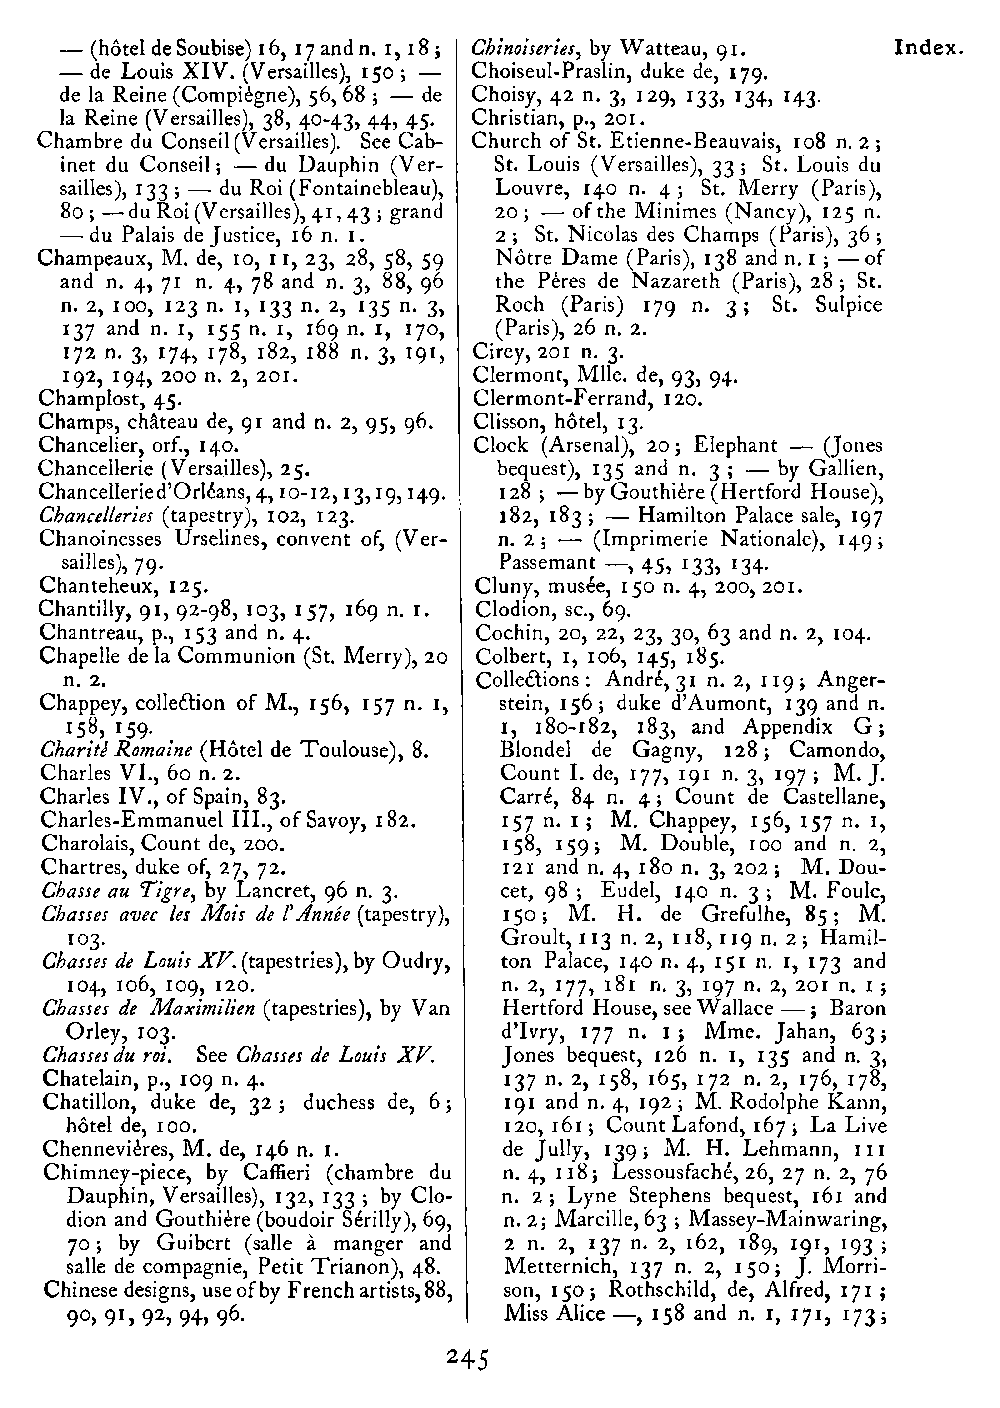 Index.
— (hôtel de Soubise) 16, 17 and n. 1, 18 ;
— de Louis XIV. (Versailles), 150 ; —
de la Reine (Compiègne), 56, 68 ; — de
la Reine (Versailles), 38, 40-43, 44, 45.
Chambre du Conseil (Versailles). See Cab-
inet du Conseil ; — du Dauphin (Ver-
sailles), 133 ; — du Roi (Fontainebleau),
80 ; — du Roi (Versailles), 41, 43 ; grand
— du Palais de Justice, 16 n. 1.
Champeaux, M. de, 10, 11, 23, 28, 58, 59
and n. 4, 71 n. 4, 78 and n. 3, 88, 96
n. 2, 100, 123 n. 1, 133 n. 2, 135 n. 3,
137 and n. 1, 155 n. 1, 169 n. 1, 170,
172 n. 3, 174, 178, 182, 188 n. 3, 191,
192, 194, 200 n. 2, 201.
Champlost, 45.
Champs, château de, 91 and n. 2, 95, 96.
Chancelier, orf., 140.
Chancellerie (Versailles), 25.
Chancellerie d'Orléans, 4, 10-12, 13, 19, 149.
Chancelleries (tapestry), 102, 123.
Chanoinesses Urselines, convent of, (Ver-
sailles), 79.
Chanteheux, 125.
Chantilly, 91, 92-98, 103, 157, 169 n. 1.
Chantreau, p., 153 and n. 4.
Chapelle de la Communion (St. Merry), 20
n. 2.
Chappey, collection of M., 156, 157 n. 1,
158, 159.
Charité Romaine (Hôtel de Toulouse), 8.
Charles VI., 60 n. 2.
Charles IV., of Spain, 83.
Charles-Emmanuel III., of Savoy, 182.
Charolais, Count de, 200.
Chartres, duke of, 27, 72.
Chasse au Tigre, by Lancret, 96 n. 3.
Chasses avec les Mois de l'Année (tapestry),
103.
Chasses de Louis XV. (tapestries), by Oudry,
104, 106, 109, 120.
Chasses de Maximilien (tapestries), by Van
Orley, 103.
Chasses du roi. See Chasses de Louis XV.
Chatelain, p., 109 n. 4.
Chatillon, duke de, 32 ; duchess de, 6 ;
hôtel de, 100.
Chennevières, M. de, 146 n. 1.
Chimney-piece, by Caffieri (chambre du
Dauphin, Versailles), 132, 133 ; by Clo-
dion and Gouthière (boudoir Sérilly), 69,
70 ; by Guibert (salle à manger and
salle de compagnie, Petit Trianon), 48.
Chinese designs, use of by French artists, 88,
90, 91, 92, 94, 96.
Chinoiseries, by Watteau, 91.
Choiseul-Praslin, duke de, 179.
Choisy, 42 n. 3, 129, 133, 134, 143.
Christian, p., 201.
Church of St. Etienne-Beauvais, 108 n. 2 ;
St. Louis (Versailles), 33 ; St. Louis du
Louvre, 140 n. 4 ; St. Merry (Paris),
20 ; — of the Minimes (Nancy), 125 n.
2 ; St. Nicolas des Champs (Paris), 36 ;
Nôtre Dame (Paris), 138 and n. 1 ; — of
the Pères de Nazareth (Paris), 28 ; St.
Roch (Paris) 179 n. 3 ; St. Sulpice
(Paris), 26 n. 2.
Cirey, 201 n. 3.
Clermont, Mlle. de, 93, 94.
Clermont-Ferrand, 120.
Clisson, hôtel, 13.
Clock (Arsenal), 20 ; Elephant — (Jones
bequest), 135 and n. 3 ; — by Gallien,
128 ; — by Gouthière (Hertford House),
182, 183 ; — Hamilton Palace sale, 197
n. 2 ; — (Imprimerie Nationale), 149 ;
Passemant —, 45, 133, 134.
Cluny, musée, 150 n. 4, 200, 201.
Clodion, sc., 69.
Cochin, 20, 22, 23, 30, 63 and n. 2, 104.
Colbert, 1, 106, 145, 185.
Collections : André, 31 n. 2, 119 ; Anger-
stein, 156 ; duke d'Aumont, 139 and n.
1, 180-182, 183, and Appendix G ;
Blondel de Gagny, 128 ; Camondo,
Count I. de, 177, 191 n. 3, 197 ; M. J.
Carré, 84 n. 4 ; Count de Castellane,
157 n. 1 ; M. Chappey, 156, 157 n. 1,
158, 159 ; M. Double, 100 and n. 2,
121 and n. 4, 180 n. 3, 202 ; M. Dou-
cet, 98 ; Eudel, 140 n. 3 ; M. Foulc,
150 ; M. H. de Grefulhe, 85 ; M.
Groult, 113 n. 2, 118, 119 n. 2 ; Hamil-
ton Palace, 140 n. 4, 151 n. 1, 173 and
n. 2, 177, 181 n. 3, 197 n. 2, 201 n. 1 ;
Hertford House, see Wallace — ; Baron
d'Ivry, 177 n. 1 ; Mme. Jahan, 63 ;
Jones bequest, 126 n. 1, 135 and n. 3,
137 n. 2, 158, 165, 172 n. 2, 176, 178,
191 and n. 4, 192 ; M. Rodolphe Kann,
120, 161 ; Count Lafond, 167 ; La Live
de Jully, 139 ; M. H. Lehmann, 111
n. 4, 118 ; Lessousfaché, 26, 27 n. 2, 76
n. 2 ; Lyne Stephens bequest, 161 and
n. 2 ; Marcille, 63 ; Massey-Mainwaring,
2 n. 2, 137 n. 2, 162, 189, 191, 193 ;
Metternich, 137 n. 2, 150 ; J. Morri-
son, 150 ; Rothschild, de, Alfred, 171 ;
Miss Alice —, 158 and n. 1, 171, 173 ;
245